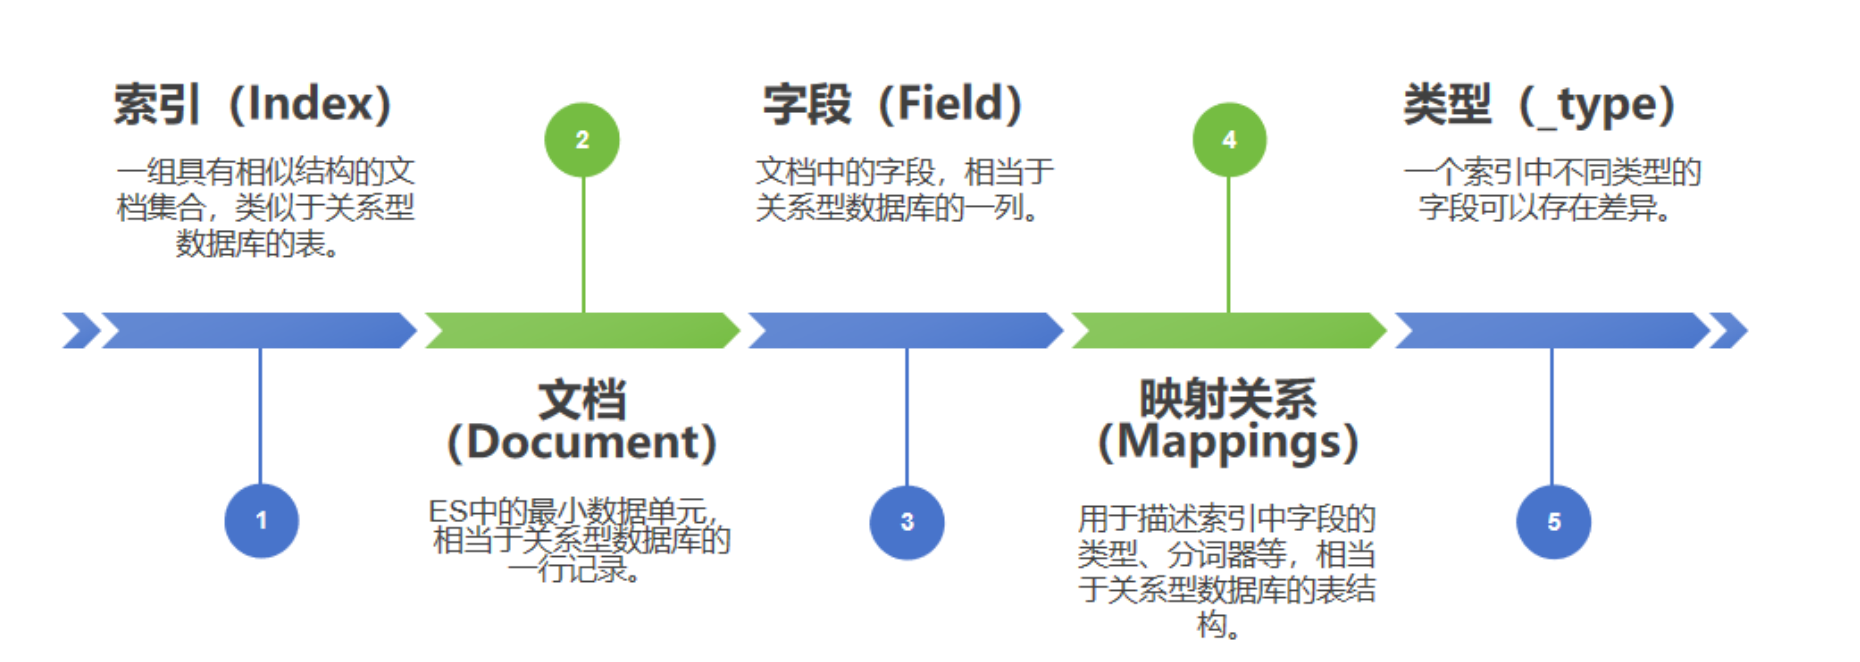 索引（Index）
一组具有相似结构的文
档集合，类似于关系型
数据库的表。
1
2
文档
（Document）
ES中的最小数据单元，
相当于关系型数据库的
一行记录。
字段（Field）
文档中的字段，相当于
关系型数据库的一列。
3
4
映射关系
（Mappings）
用于描述索引中字段的
类型、分词器等，相当
于关系型数据库的表结
构。
类型（_type）
一个索引中不同类型的
字段可以存在差异。
5